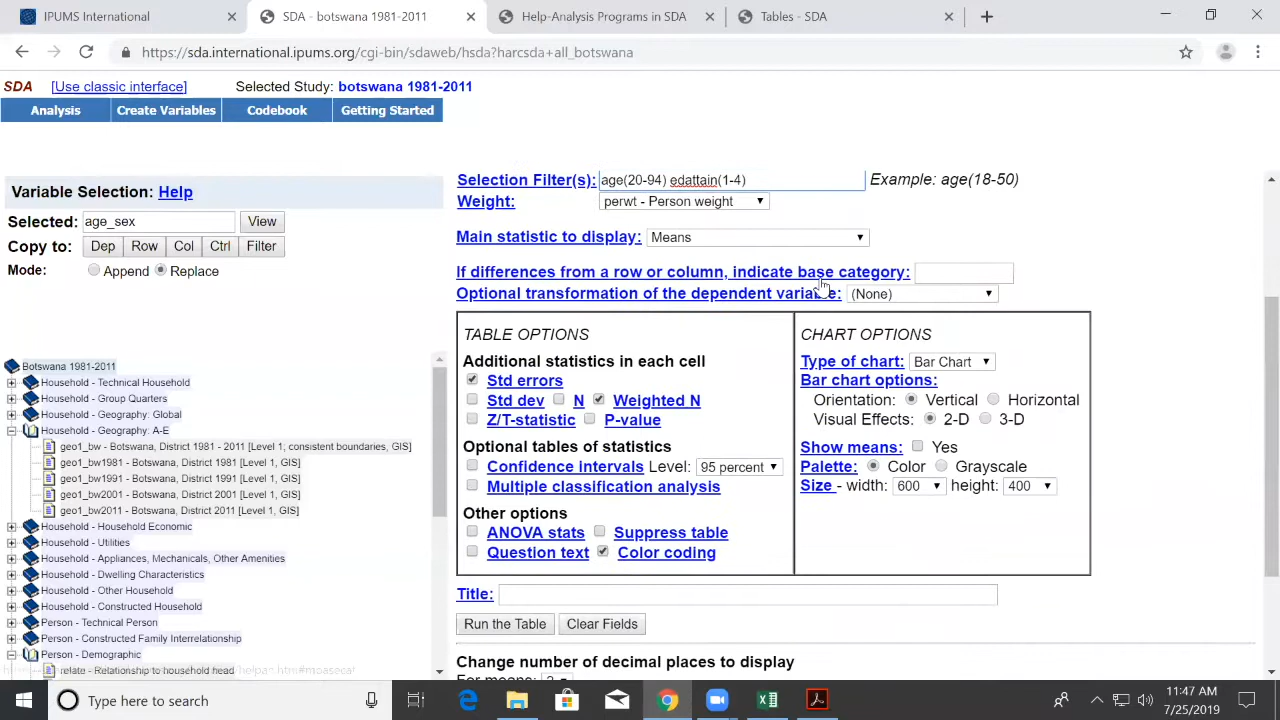 IPUMS International
SDA - botswana 1981-2011
Help-Analysis Programs in SDA
Tables - SDA
https://sda.international.ipums.org/cgi-bin/sdaweb/hsda?harcsda+all_botswana
SDA [Use classic interface] Selected Study: botswana 1981-2011
Analysis Create Variables Codebook Getting Started
Variable Selection: Help
Selected: age_sex View
Copy to: Dep Row Col Ctrl Filter
Mode: Append Replace
Botswana 1981-2011
Household - Technical Household
Household - Group Quarters
Household - Geography: Global
Household - Geography: A-E
geo1_bw - Botswana, District 1981 - 2011 [Level 1; consistent boundaries, GIS]
geo1_bw1981 - Botswana, District 1981 [Level 1, GIS]
geo1_bw1991 - Botswana, District 1991 [Level 1, GIS]
geo1_bw2001 - Botswana, District 2001 [Level 1, GIS]
geo1_bw2011 - Botswana, District 2011 [Level 1, GIS]
Household - Household Economic
Household - Utilities
Household - Appliances, Mechanicals, Other Amenities
Household - Dwelling Characteristics
Household - Other Household
Household - Constructed Household
Person - Technical Person
Person - Constructed Family Interrelationship
Person - Demographic
relate - Relationship to household head
Selection Filter(s): age(20-94) edattain(1-4) Example: age(18-50)
Weight: perwt - Person weight
Main statistic to display: Means
If differences from a row or column, indicate base category:
Optional transformation of the dependent variable: (None)
TABLE OPTIONS
Additional statistics in each cell
Std errors
Std dev N Weighted N
Z/T-statistic P-value
Optional tables of statistics
Confidence intervals Level: 95 percent
Multiple classification analysis
Other options
ANOVA stats Suppress table
Question text Color coding
CHART OPTIONS
Type of chart: Bar Chart
Bar chart options:
Orientation: Vertical Horizontal
Visual Effects: 2-D 3-D
Show means: Yes
Palette: Color Grayscale
Size - width: 600 height: 400
Title:
Run the Table Clear Fields
Change number of decimal places to display
For means: 2
Type here to search
11:47 AM
7/25/2019